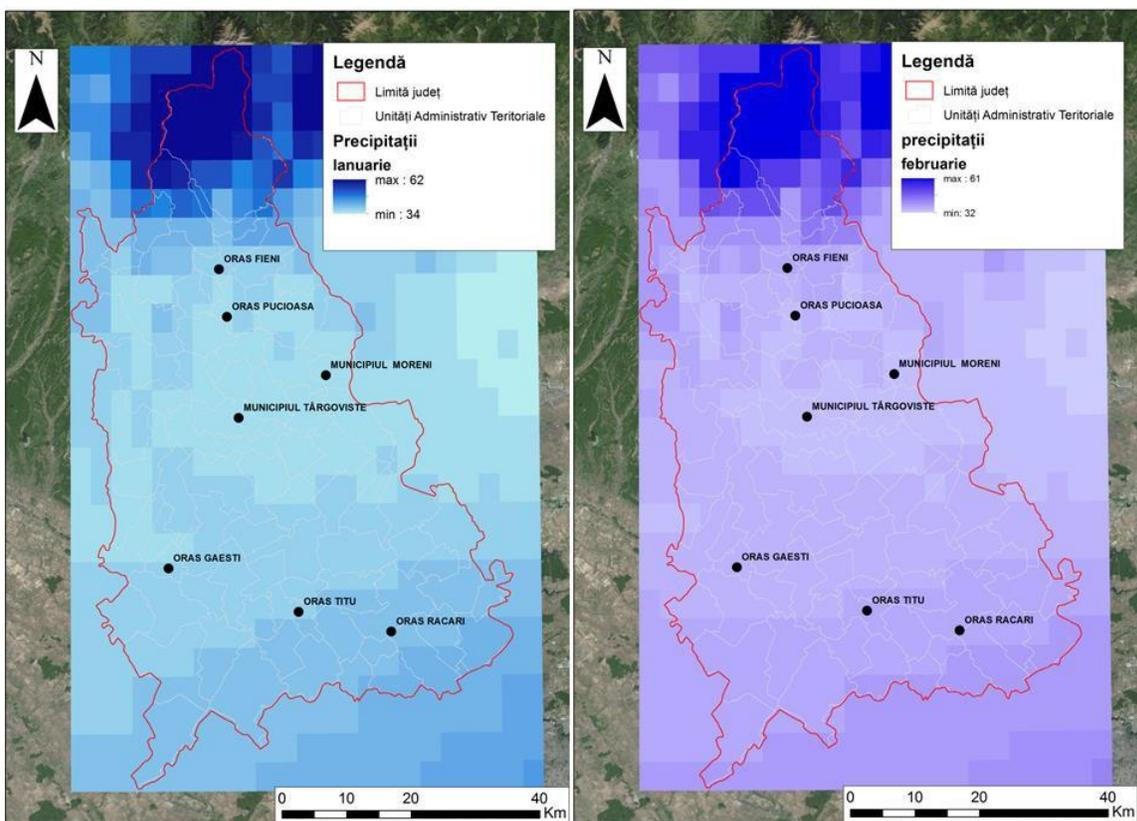 N
Legendă
Limită județ
Unități Administrativ Teritoriale
Precipitații
Ianuarie
max : 62
min : 34
ORAS FIENI
ORAS PUCIOASA
MUNICIPIUL MORENI
MUNICIPIUL TÂRGOVISTE
ORAS GAESTI
ORAS TITU
ORAS RACARI
0 10 20 40
Km
N
Legendă
Limită județ
Unități Administrativ Teritoriale
precipitații
februarie
max : 61
min: 32
ORAS FIENI
ORAS PUCIOASA
MUNICIPIUL MORENI
MUNICIPIUL TÂRGOVISTE
ORAS GAESTI
ORAS TITU
ORAS RACARI
0 10 20 40
Km